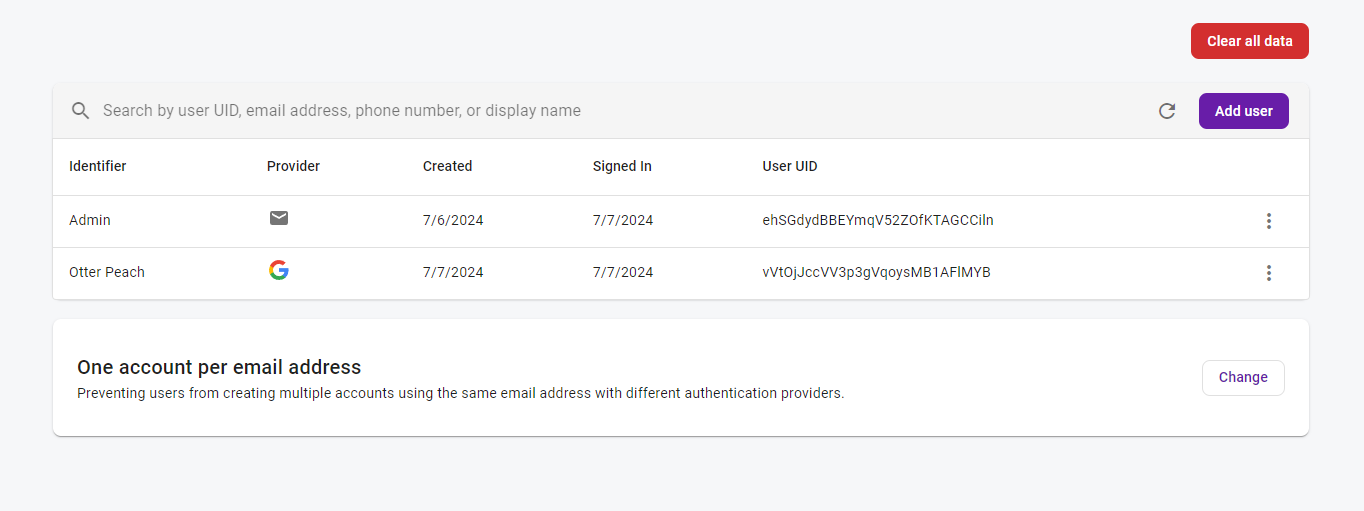 Clear all data
Search by user UID, email address, phone number, or display name
Add user
Identifier Provider Created Signed In User UID
Admin 7/6/2024 7/7/2024 ehSGdydBBEYmqV52ZOfKTAGCCiln
Otter Peach 7/7/2024 7/7/2024 vVtOjJccVV3p3gVqoysMB1AFlMYB
One account per email address
Preventing users from creating multiple accounts using the same email address with different authentication providers.
Change